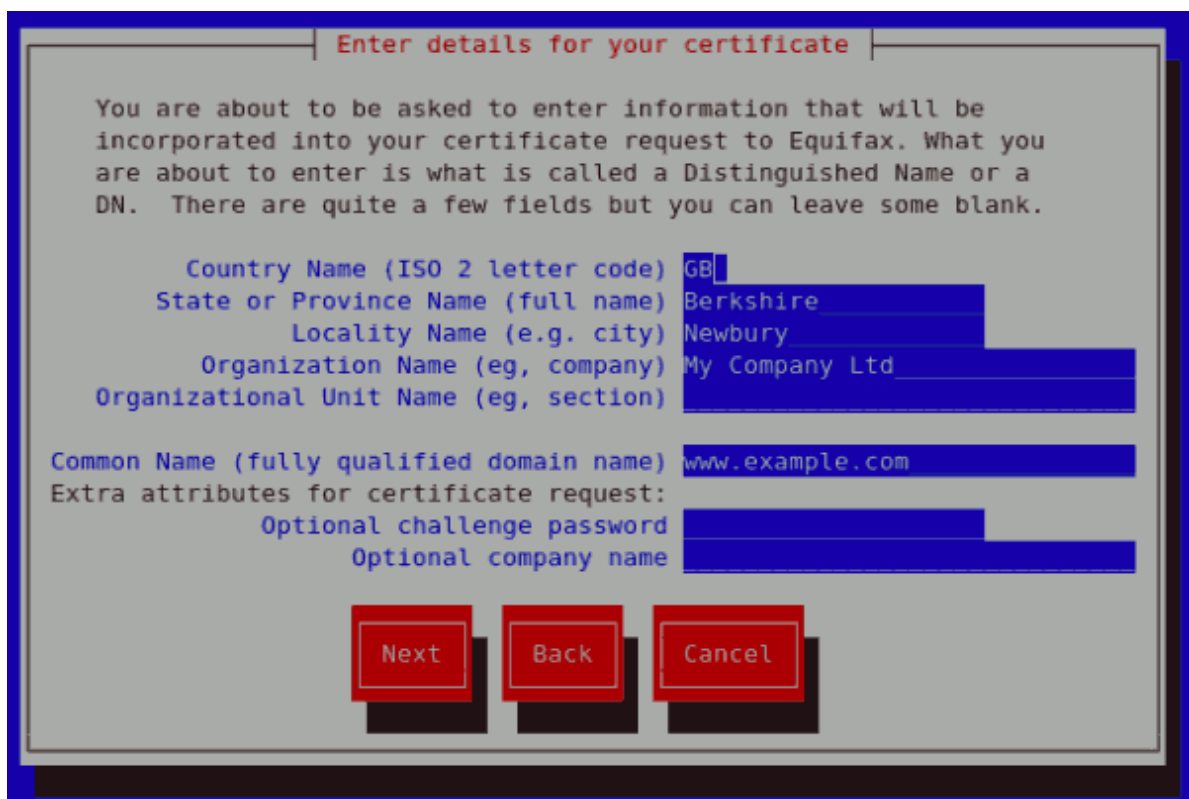 Enter details for your certificate
You are about to be asked to enter information that will be
incorporated into your certificate request to Equifax. What you
are about to enter is what is called a Distinguished Name or a
DN.  There are quite a few fields but you can leave some blank.
Country Name (ISO 2 letter code) GB
State or Province Name (full name) Berkshire
Locality Name (e.g. city) Newbury
Organization Name (eg, company) My Company Ltd
Organizational Unit Name (eg, section)
Common Name (fully qualified domain name) www.example.com
Extra attributes for certificate request:
Optional challenge password
Optional company name
Next Back Cancel